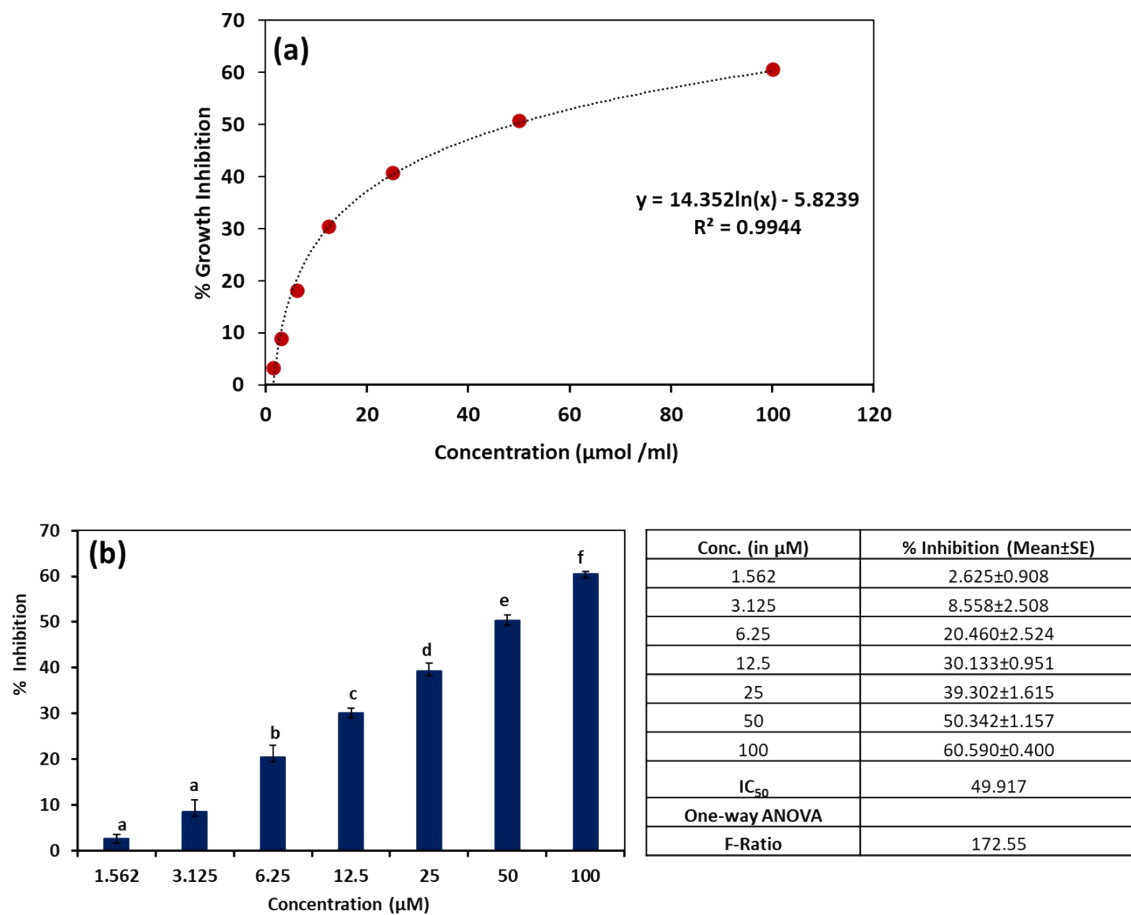 (a)
% Growth Inhibition
70
60
50
40
30
20
10
0
y = 14.352ln(x) - 5.8239
R² = 0.9944
0 20 40 60 80 100 120
Concentration (µmol /ml)
(b)
% Inhibition
70
60
50
40
30
20
10
0
a a b c d e f
1.562 3.125 6.25 12.5 25 50 100
Concentration (µM)
Conc. (in µM) % Inhibition (Mean±SE)
1.562 2.625±0.908
3.125 8.558±2.508
6.25 20.460±2.524
12.5 30.133±0.951
25 39.302±1.615
50 50.342±1.157
100 60.590±0.400
IC₅₀ 49.917
One-way ANOVA
F-Ratio 172.55